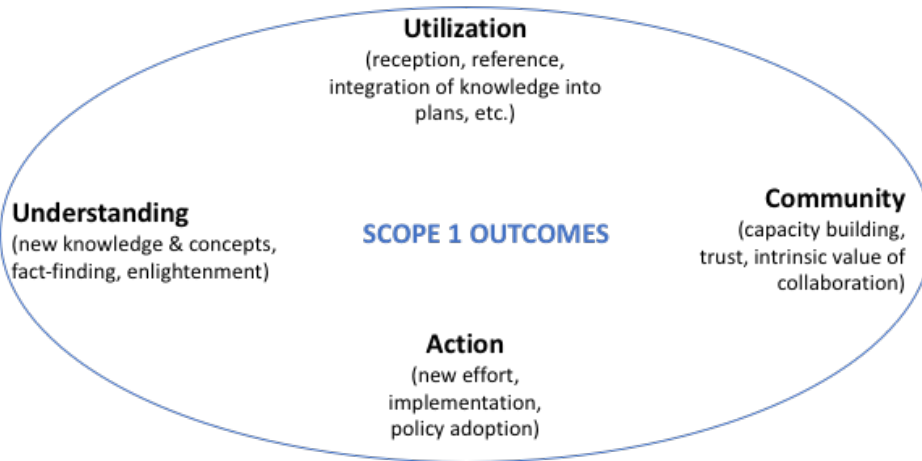 Utilization
(reception, reference,
integration of knowledge into
plans, etc.)
Understanding
(new knowledge & concepts,
fact-finding, enlightenment)
SCOPE 1 OUTCOMES
Community
(capacity building,
trust, intrinsic value of
collaboration)
Action
(new effort,
implementation,
policy adoption)